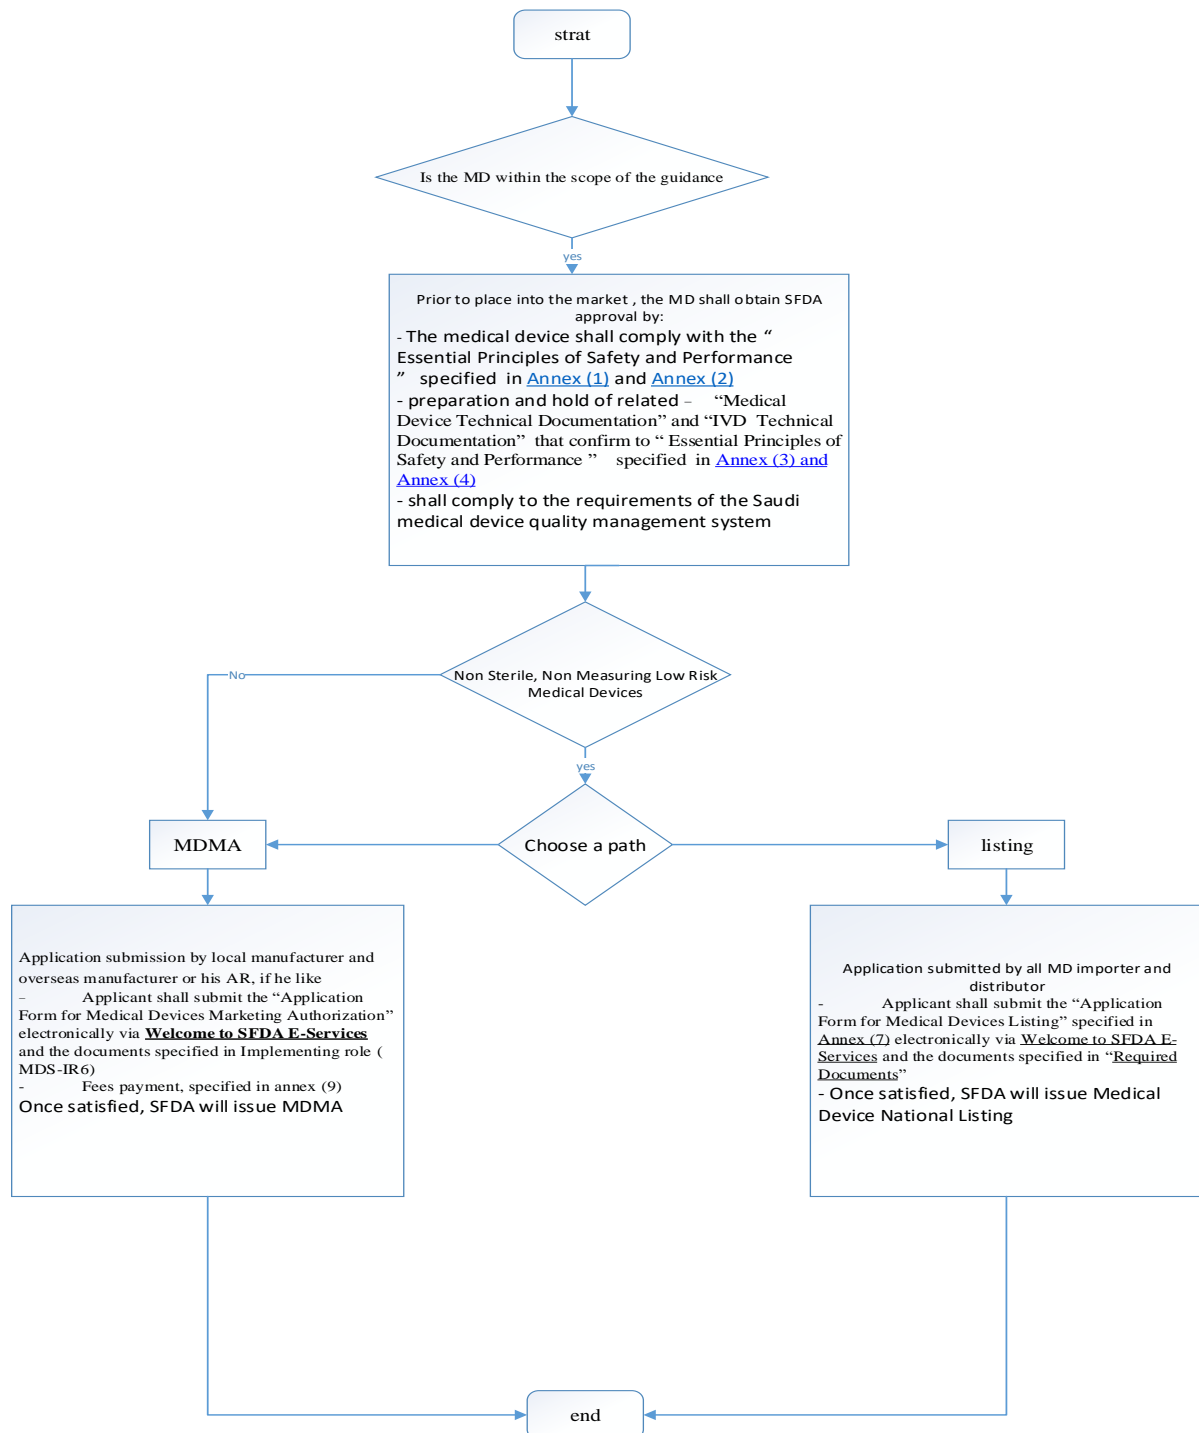 strat
Is the MD within the scope of the guidance
yes
Prior to place into the market , the MD shall obtain SFDA
approval by:
- The medical device shall comply with the “
Essential Principles of Safety and Performance
” specified in Annex (1) and Annex (2)
- preparation and hold of related – “Medical
Device Technical Documentation” and “IVD Technical
Documentation” that confirm to “ Essential Principles of
Safety and Performance ” specified in Annex (3) and
Annex (4)
- shall comply to the requirements of the Saudi
medical device quality management system
No
Non Sterile, Non Measuring Low Risk
Medical Devices
yes
MDMA
Choose a path
listing
Application submission by local manufacturer and
overseas manufacturer or his AR, if he like
– Applicant shall submit the “Application
Form for Medical Devices Marketing Authorization”
electronically via Welcome to SFDA E-Services
and the documents specified in Implementing role (
MDS-IR6)
- Fees payment, specified in annex (9)
Once satisfied, SFDA will issue MDMA
Application submitted by all MD importer and
distributor
- Applicant shall submit the “Application
Form for Medical Devices Listing” specified in
Annex (7) electronically via Welcome to SFDA E-
Services and the documents specified in “Required
Documents”
- Once satisfied, SFDA will issue Medical
Device National Listing
end